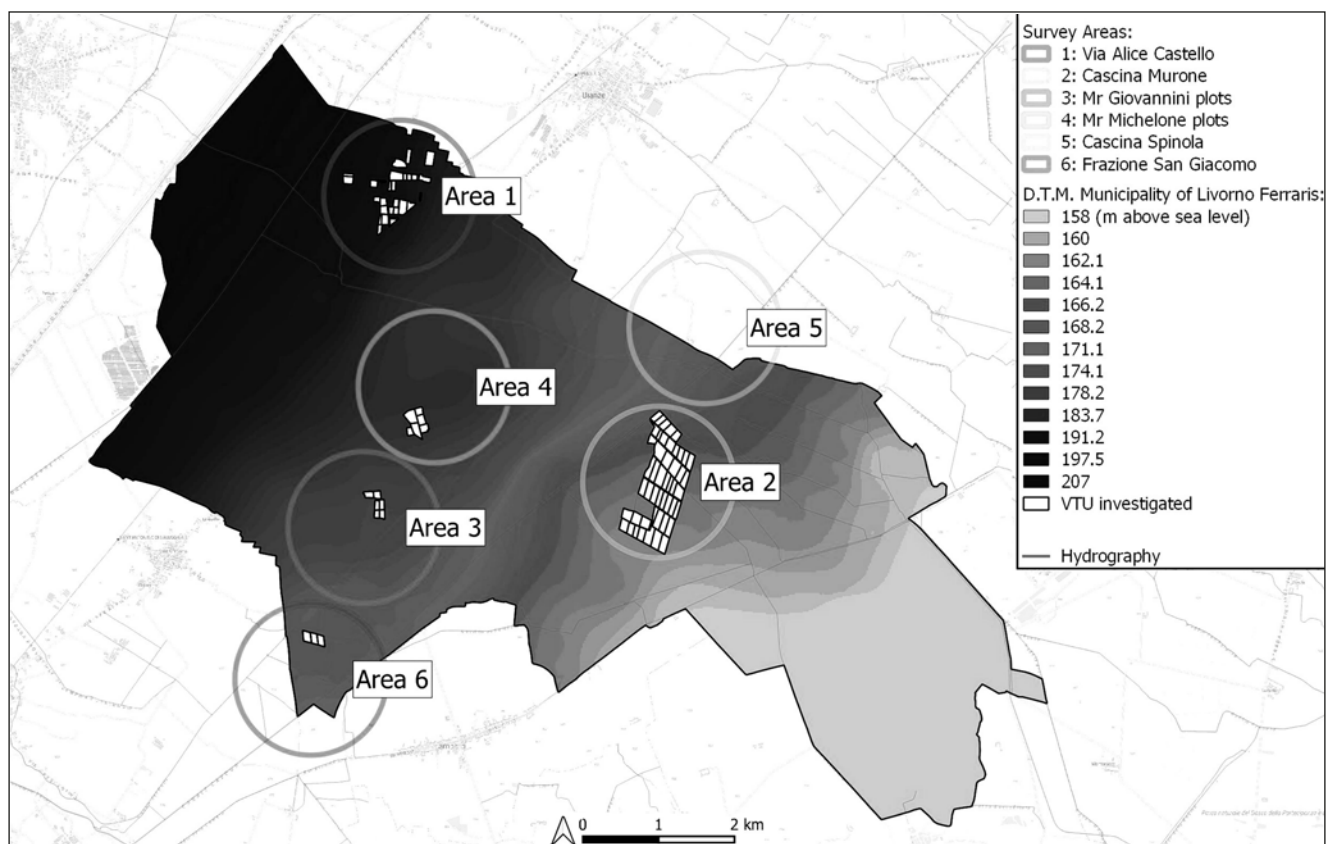 Survey Areas:
1: Via Alice Castello
2: Cascina Murone
3: Mr Giovannini plots
4: Mr Michelone plots
5: Cascina Spinola
6: Frazione San Giacomo
D.T.M. Municipality of Livorno Ferraris:
158 (m above sea level)
160
162.1
164.1
166.2
168.2
171.1
174.1
178.2
183.7
191.2
197.5
207
VTU investigated
Hydrography
Area 1
Area 5
Area 4
Area 2
Area 3
Area 6
0 1 2 km